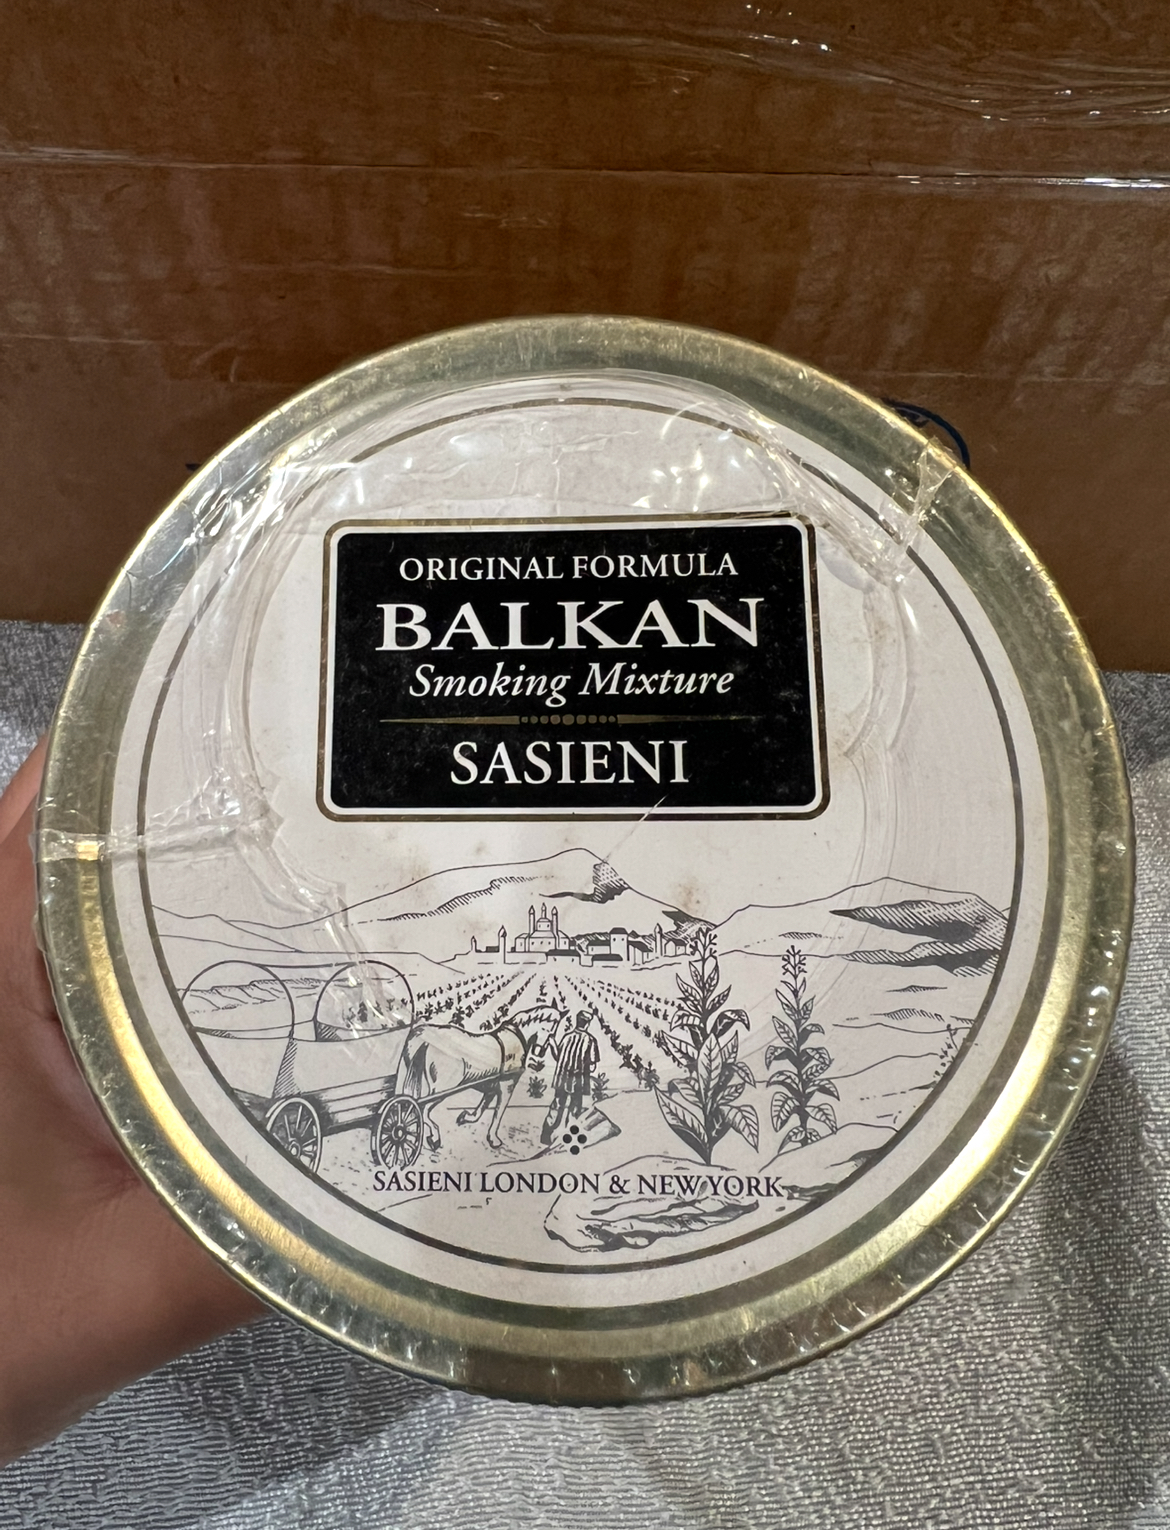 ORIGINAL FORMULA
BALKAN
Smoking Mixture
SASIENI
SASIENI LONDON & NEW YORK